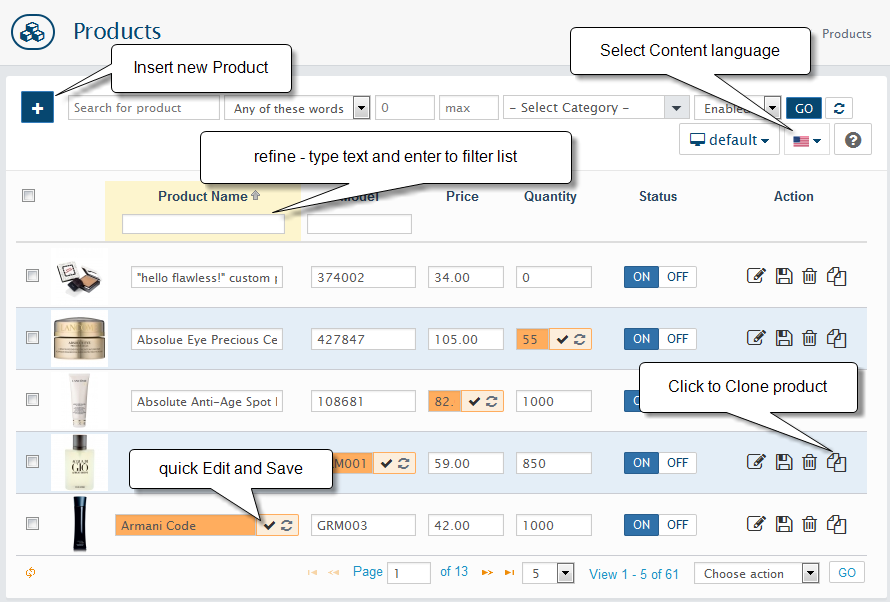 Products
Products
Insert new Product
Select Content language
+
Search for product
Any of these words
0
max
- Select Category -
GO
default
?
refine - type text and enter to filter list
Product Name
Price
Quantity
Status
Action
"hello flawless!" custom
374002
34.00
0
ON OFF
Absolue Eye Precious Ce
427847
105.00
55
ON OFF
Absolute Anti-Age Spot
108681
82.
1000
Click to Clone product
GIO
quick Edit and Save
M001
59.00
850
ON OFF
Armani Code
GRM003
42.00
1000
ON OFF
Page 1 of 13
5
View 1 - 5 of 61
Choose action
GO